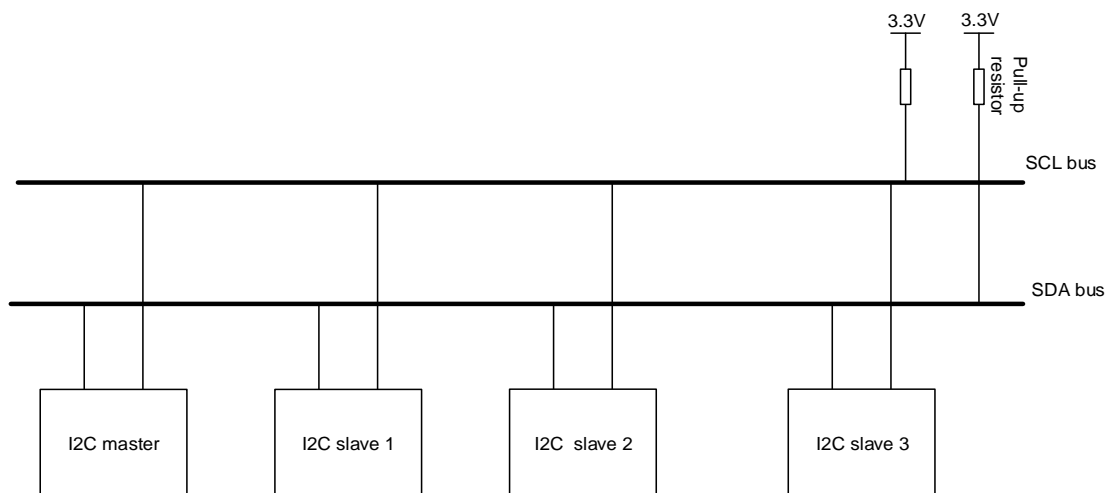 3.3V
3.3V
Pull-up
resistor
SCL bus
SDA bus
I2C master
I2C slave 1
I2C  slave 2
I2C slave 3